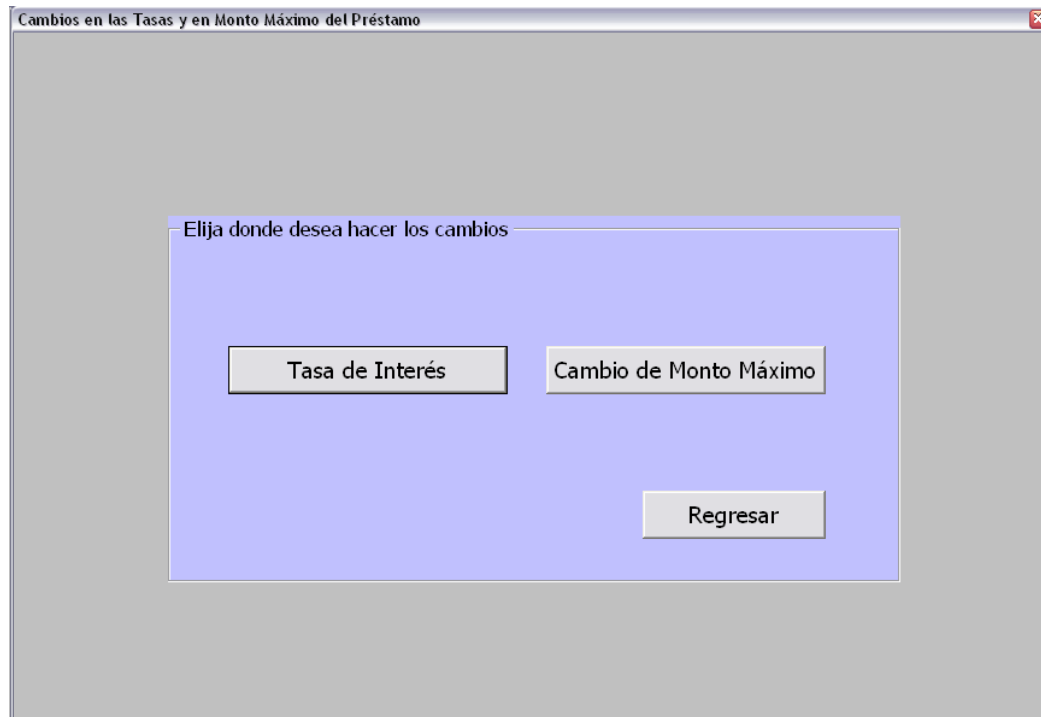 Cambios en las Tasas y en Monto Máximo del Préstamo
Elija donde desea hacer los cambios
Tasa de Interés
Cambio de Monto Máximo
Regresar